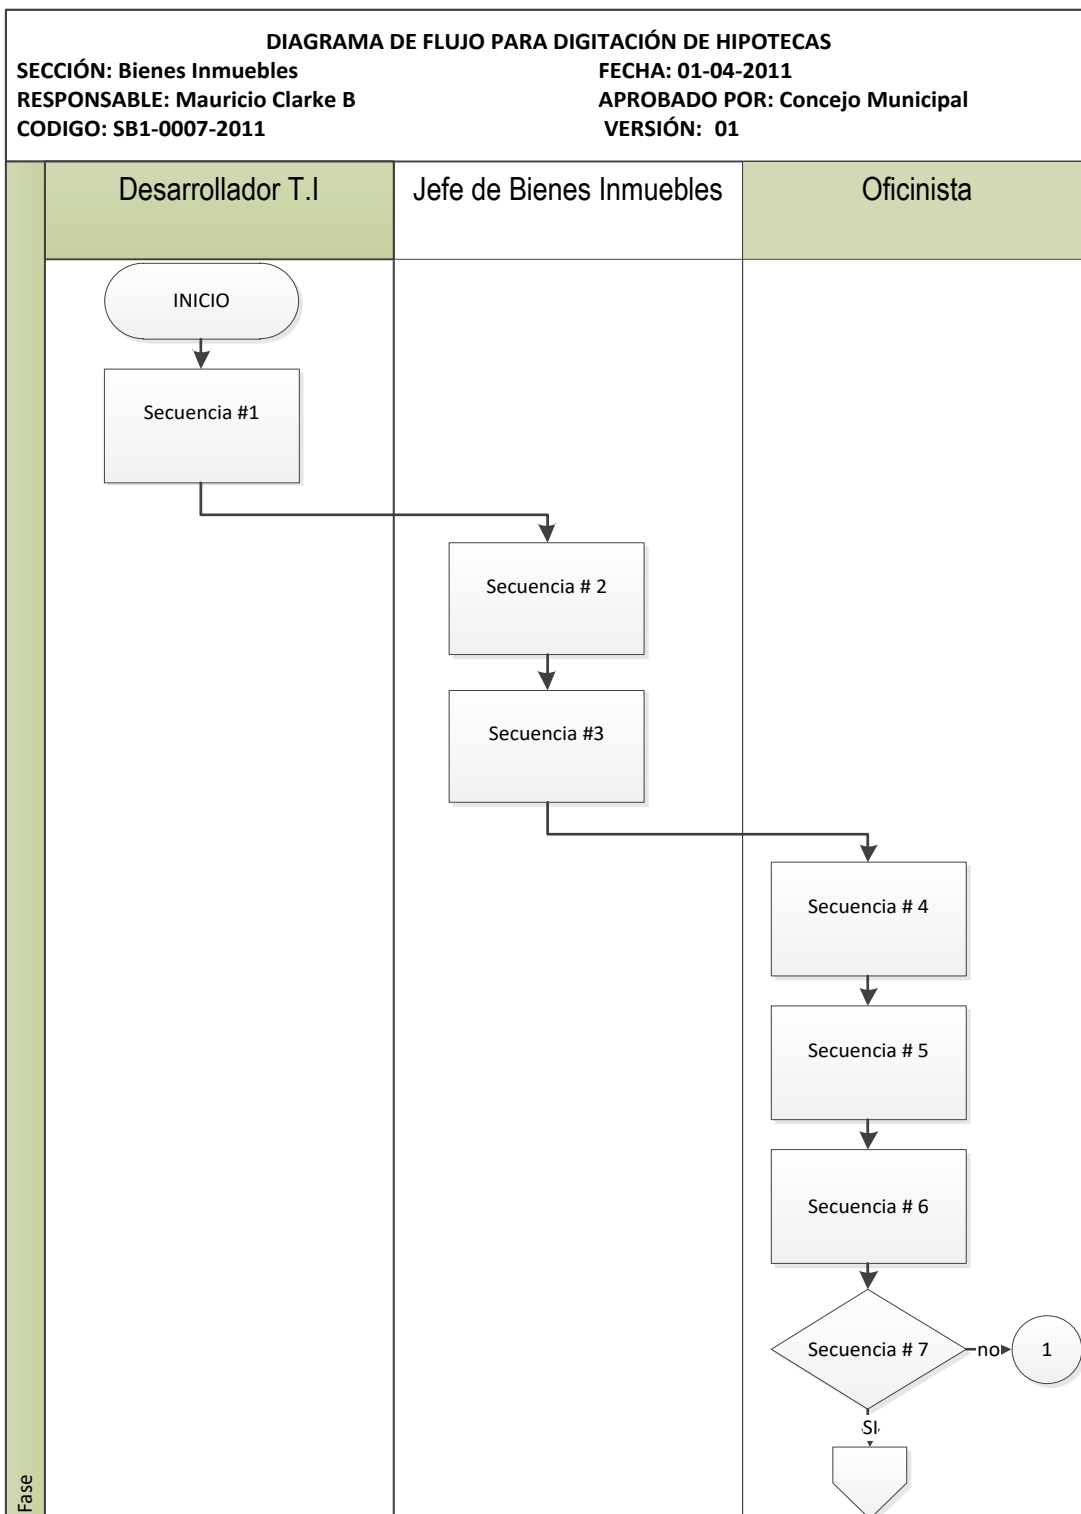 DIAGRAMA DE FLUJO PARA DIGITACIÓN DE HIPOTECAS
SECCIÓN: Bienes Inmuebles FECHA: 01-04-2011
RESPONSABLE: Mauricio Clarke B APROBADO POR: Concejo Municipal
CODIGO: SB1-0007-2011 VERSIÓN: 01
Desarrollador T.I
Jefe de Bienes Inmuebles
Oficinista
INICIO
Secuencia #1
Secuencia # 2
Secuencia #3
Secuencia # 4
Secuencia # 5
Secuencia # 6
Secuencia # 7
no
1
SI
Fase